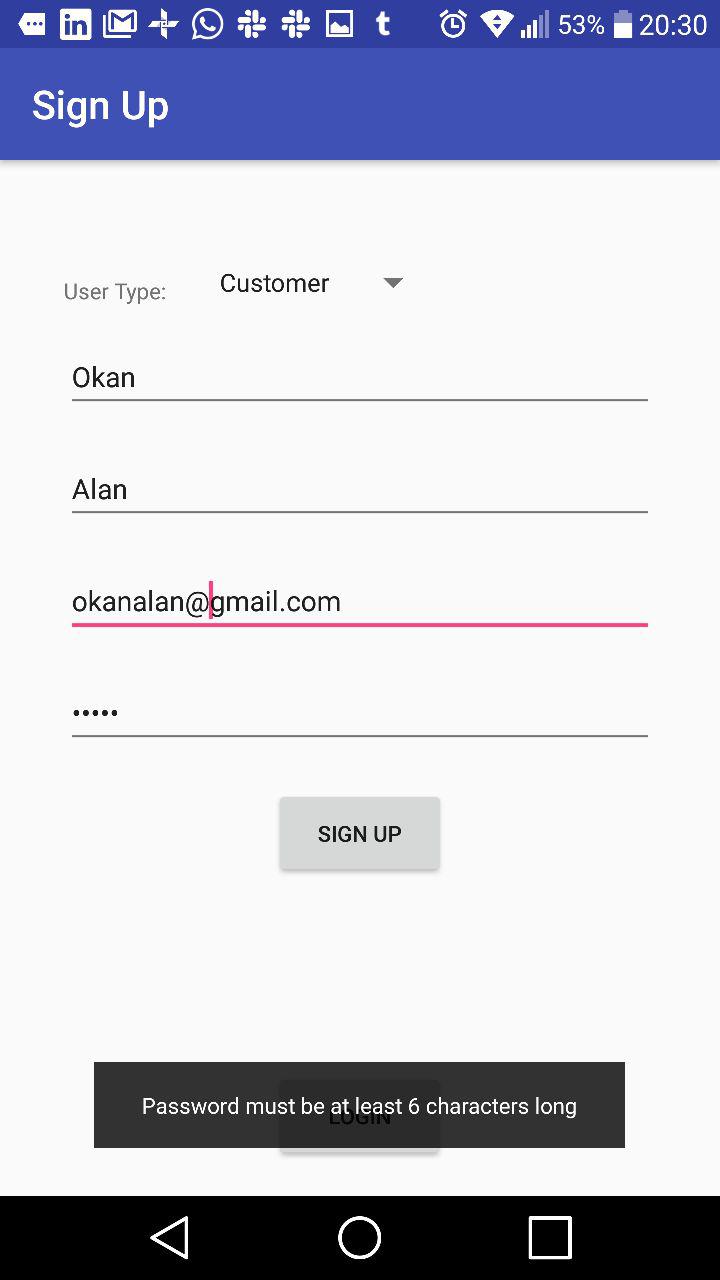 53% 20:30
Sign Up
User Type: Customer
Okan
Alan
okanalan@gmail.com
•••••
SIGN UP
Password must be at least 6 characters long
LOGIN